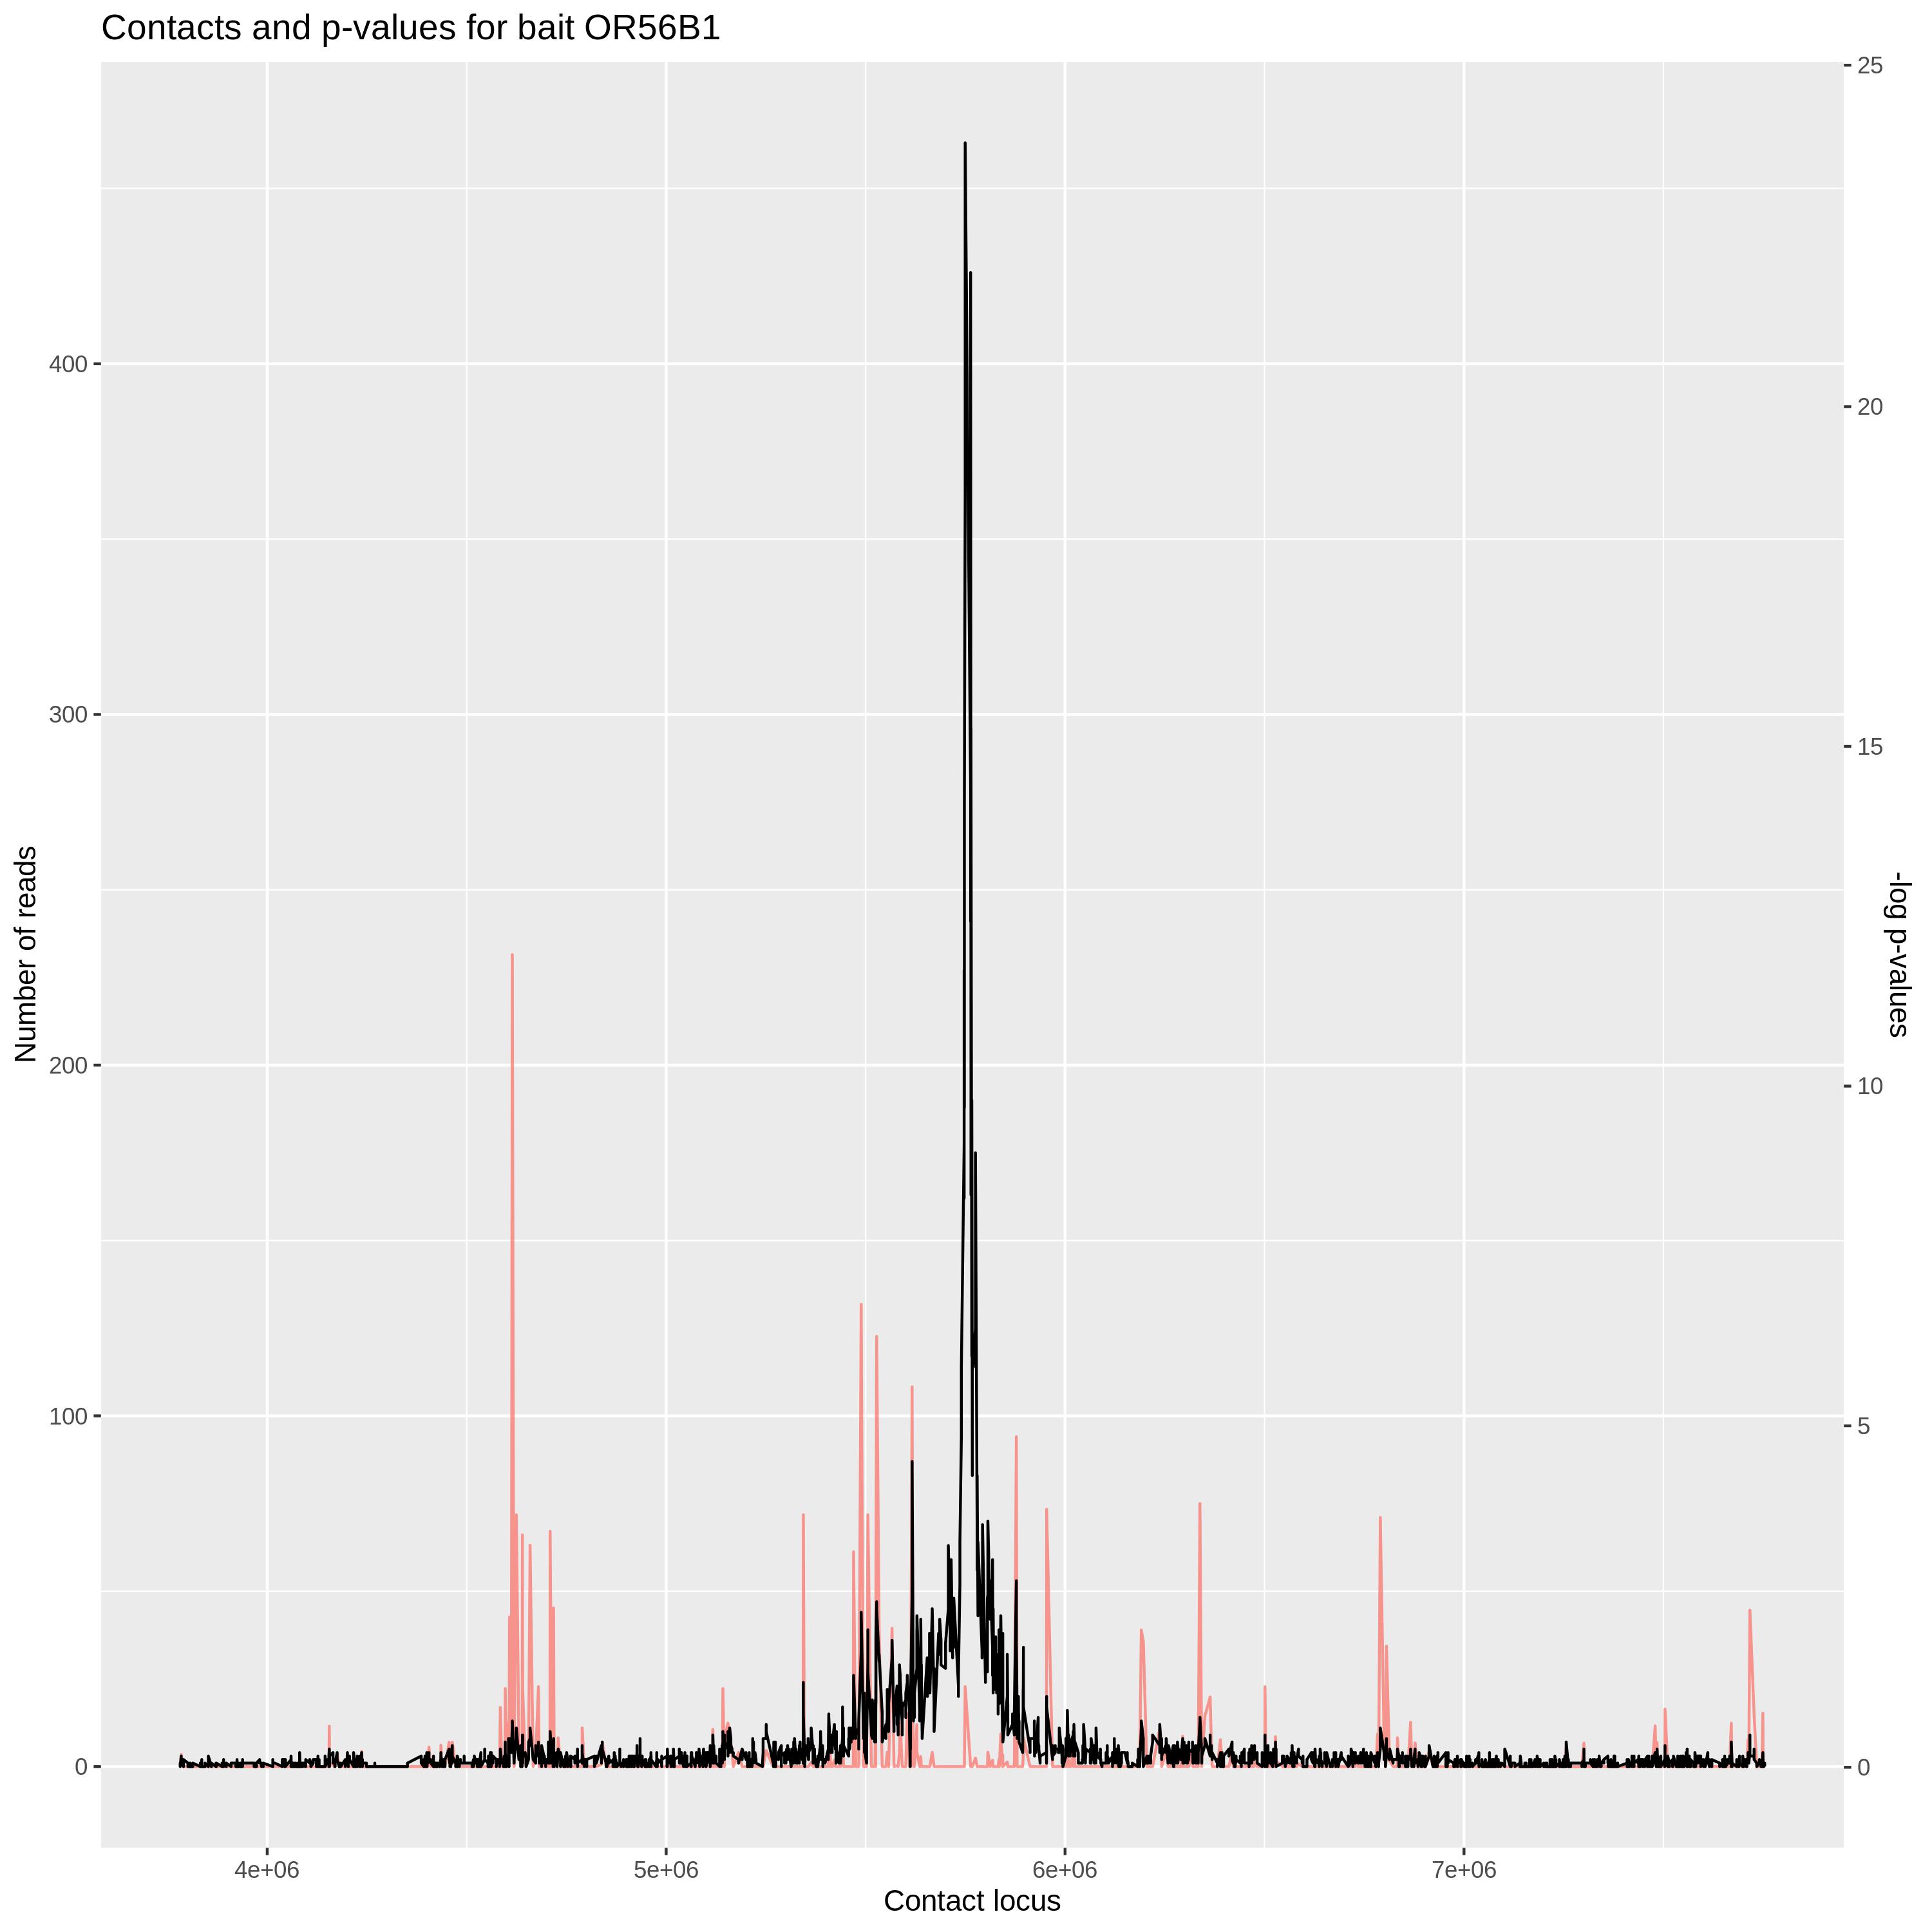 Contacts and p-values for bait OR56B1
25
400
20
300
15
Number of reads
-log p-values
200
10
100
5
0
0
4e+06
5e+06
6e+06
7e+06
Contact locus